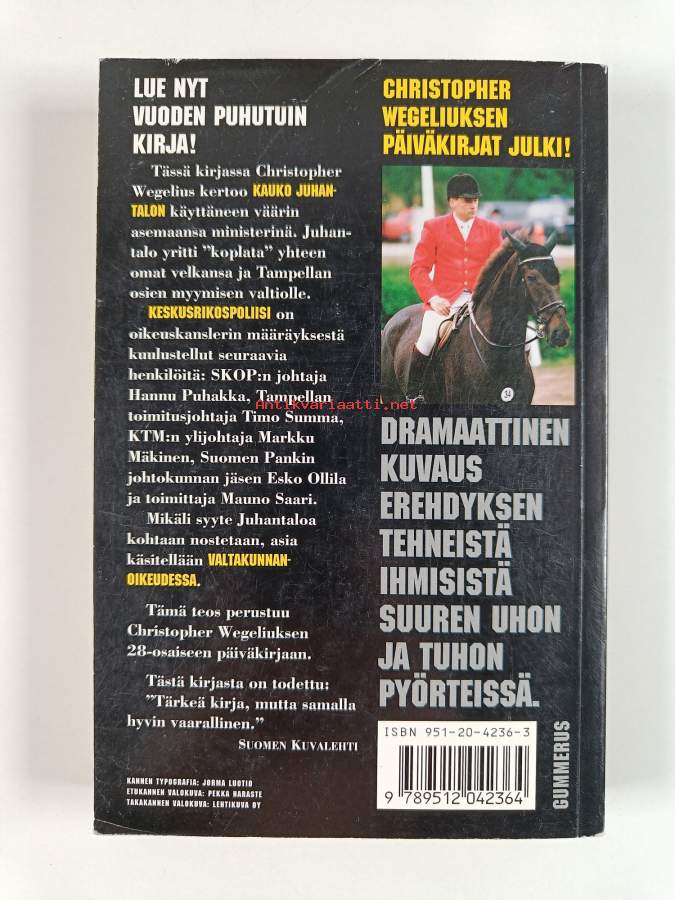 LUE NYT
VUODEN PUHUTUIN
KIRJA!
Tässä kirjassa Christopher
Wegelius kertoo KAUKO JUHAN-
TALON käyttäneen väärin
asemaansa ministerinä. Juhan-
talo yritti ”koplata” yhteen
omat velkansa ja Tampellan
osien myymisen valtiolle.
KESKUSRIKOSPOLIISI on
oikeuskanslerin määräyksestä
kuulustellut seuraavia
henkilöitä: SKOP:n johtaja
Hannu Puhakka, Tampellan
toimitusjohtaja Timo Summa,
KTM:n ylijohtaja Markku
Mäkinen, Suomen Pankin
johtokunnan jäsen Esko Ollila
ja toimittaja Mauno Saari.
Mikäli syyte Juhantaloa
kohtaan nostetaan, asia
käsitellään VALTAKUNNAN-
OIKEUDESSA.
Tämä teos perustuu
Christopher Wegeliuksen
28-osaiseen päiväkirjaan.
Tästä kirjasta on todettu:
”Tärkeä kirja, mutta samalla
hyvin vaarallinen.”
SUOMEN KUVALEHTI
KANNEN TYPOGRAFIA: JORMA LUOTIO
ETUKANNEN VALOKUVA: PEKKA HARASTE
TAKAKANNEN VALOKUVA: LEHTIKUVA OY
CHRISTOPHER
WEGELIUKSEN
PÄIVÄKIRJAT JULKI!
34
DRAMAATTINEN
KUVAUS
EREHDYKSEN
TEHNEISTÄ
IHMISISTÄ
SUUREN UHON
JA TUHON
PYÖRTEISSÄ.
ISBN 951-20-4236-3
9 789512 042364
GUMMERUS
Antikvariaatti.net